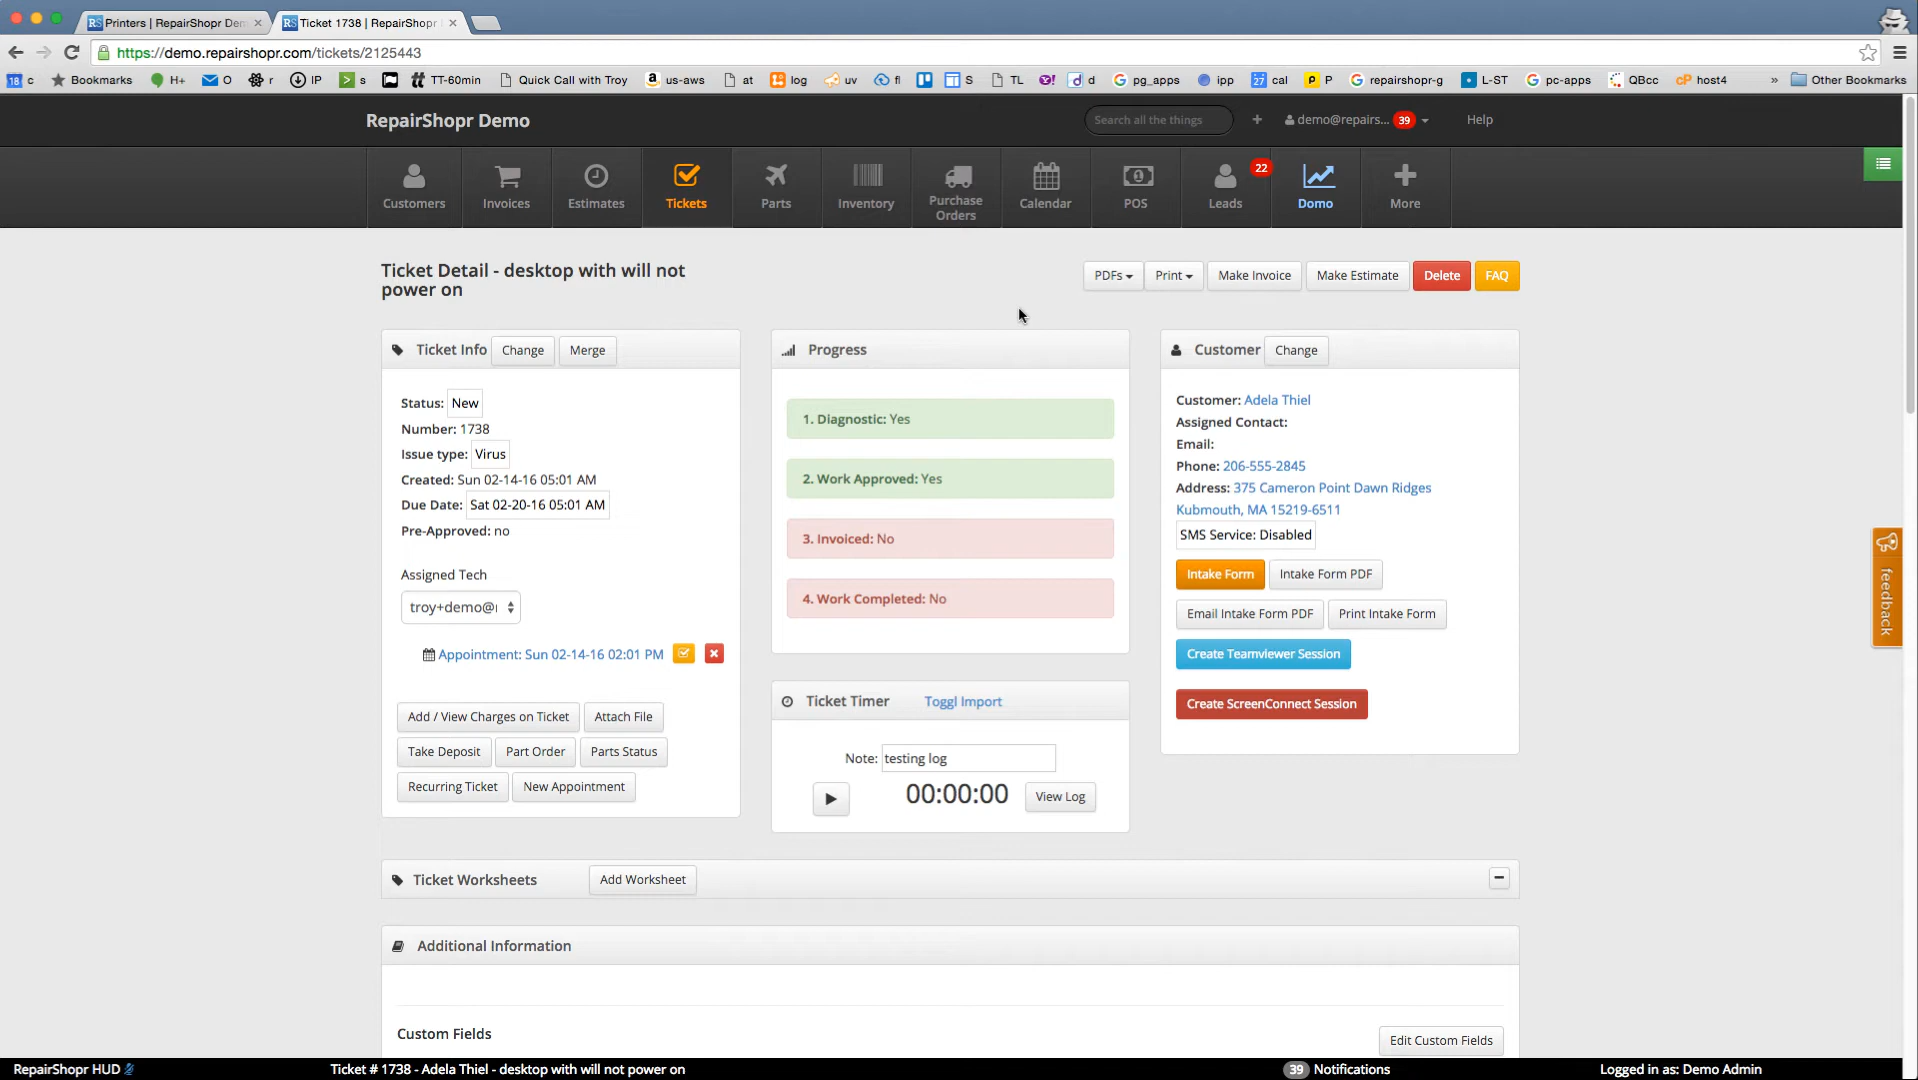 Printers | RepairShopr De
Ticket 1738 | RepairShopr
https://demo.repairshopr.com/tickets/2125443
18 c Bookmarks H+ O r IP s TT-60min Quick Call with Troy us-aws at log uv fl S TL d pg_apps ipp 27 cal P repairshopr-g L-ST pc-apps QBcc host4 » Other Bookmarks
RepairShopr Demo
Search all the things
demo@repairs... 39
Help
Customers
Invoices
Estimates
Tickets
Parts
Inventory
Purchase Orders
Calendar
POS
Leads 22
Domo
More
Ticket Detail - desktop with will not
power on
PDFs Print Make Invoice Make Estimate Delete FAQ
Ticket Info Change Merge
Status: New
Number: 1738
Issue type: Virus
Created: Sun 02-14-16 05:01 AM
Due Date: Sat 02-20-16 05:01 AM
Pre-Approved: no
Assigned Tech
troy+demo@
Appointment: Sun 02-14-16 02:01 PM
Add / View Charges on Ticket Attach File
Take Deposit Part Order Parts Status
Recurring Ticket New Appointment
Progress
1. Diagnostic: Yes
2. Work Approved: Yes
3. Invoiced: No
4. Work Completed: No
Ticket Timer Toggl Import
Note: testing log
00:00:00 View Log
Customer Change
Customer: Adela Thiel
Assigned Contact:
Email:
Phone: 206-555-2845
Address: 375 Cameron Point Dawn Ridges
Kubmouth, MA 15219-6511
SMS Service: Disabled
Intake Form Intake Form PDF
Email Intake Form PDF Print Intake Form
Create Teamviewer Session
Create ScreenConnect Session
feedback
Ticket Worksheets Add Worksheet
Additional Information
Custom Fields Edit Custom Fields
RepairShopr HUD
Ticket # 1738 - Adela Thiel - desktop with will not power on
39 Notifications
Logged in as: Demo Admin